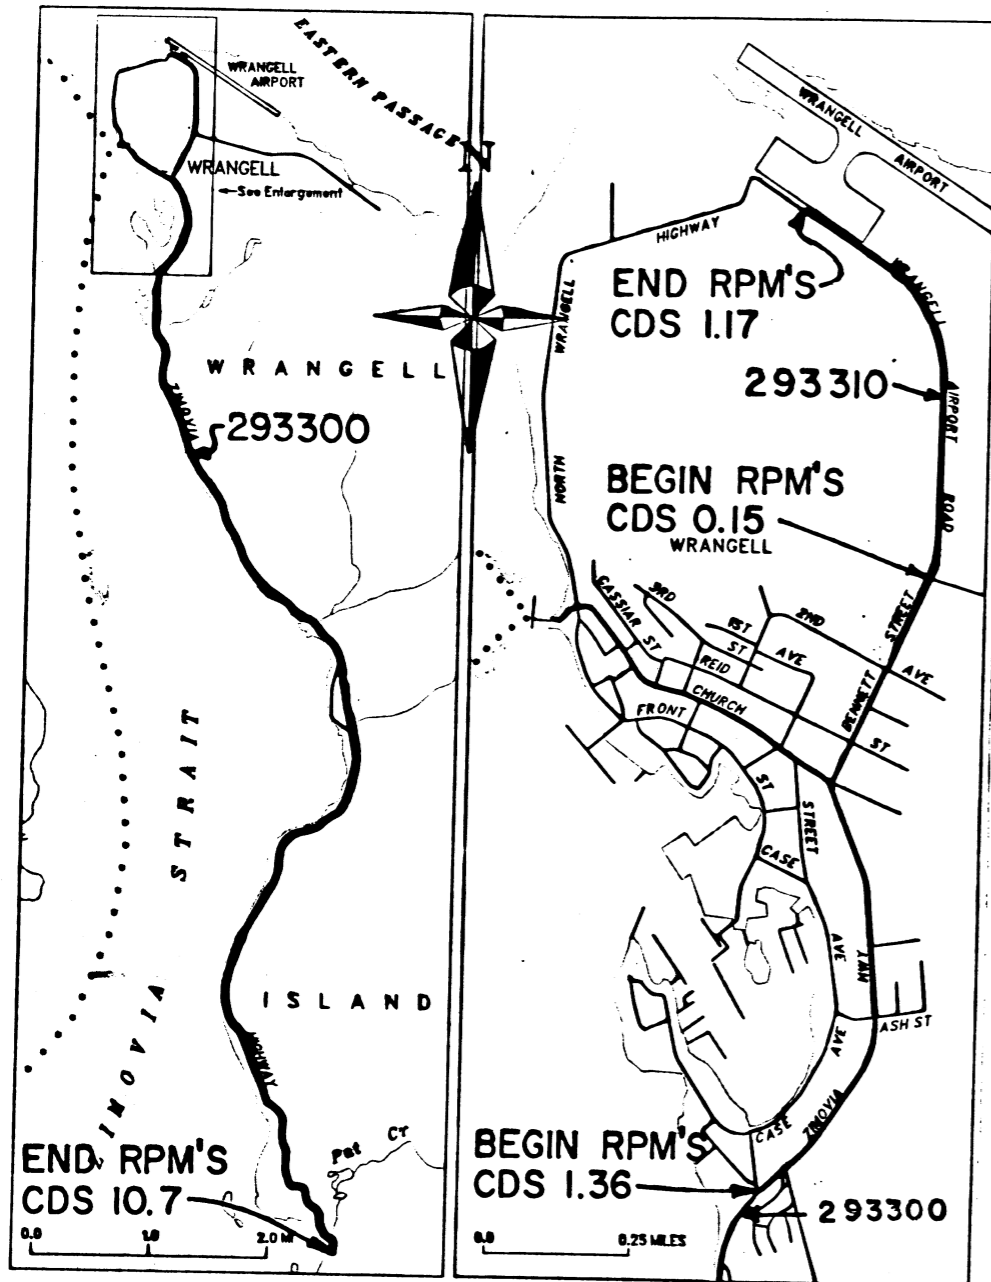 EASTERN PASSAGE
WRANGELL
AIRPORT
WRANGELL
←See Enlargement
WRANGELL
ZIMOVIA
293300
STRAIT
ISLAND
HIGHWAY
Pat Cr
END RPM'S
CDS 10.7
0.0 1.0 2.0 MI
N
WRANGELL
AIRPORT
HIGHWAY
WRANGELL
NORTH
END RPM'S
CDS 1.17
WRANGELL
AIRPORT
ROAD
293310
BEGIN RPM'S
CDS 0.15
WRANGELL
CASSIAR
ST
3RD
1ST
ST
2ND
AVE
AVE
REID
ST
CHURCH
FRONT
ST
BENNETT
STREET
STREET
CASE
AVE
HWY
ASH ST
AVE
CASE
ZIMOVIA
BEGIN RPM'S
CDS 1.36
293300
0.0 0.25 MILES